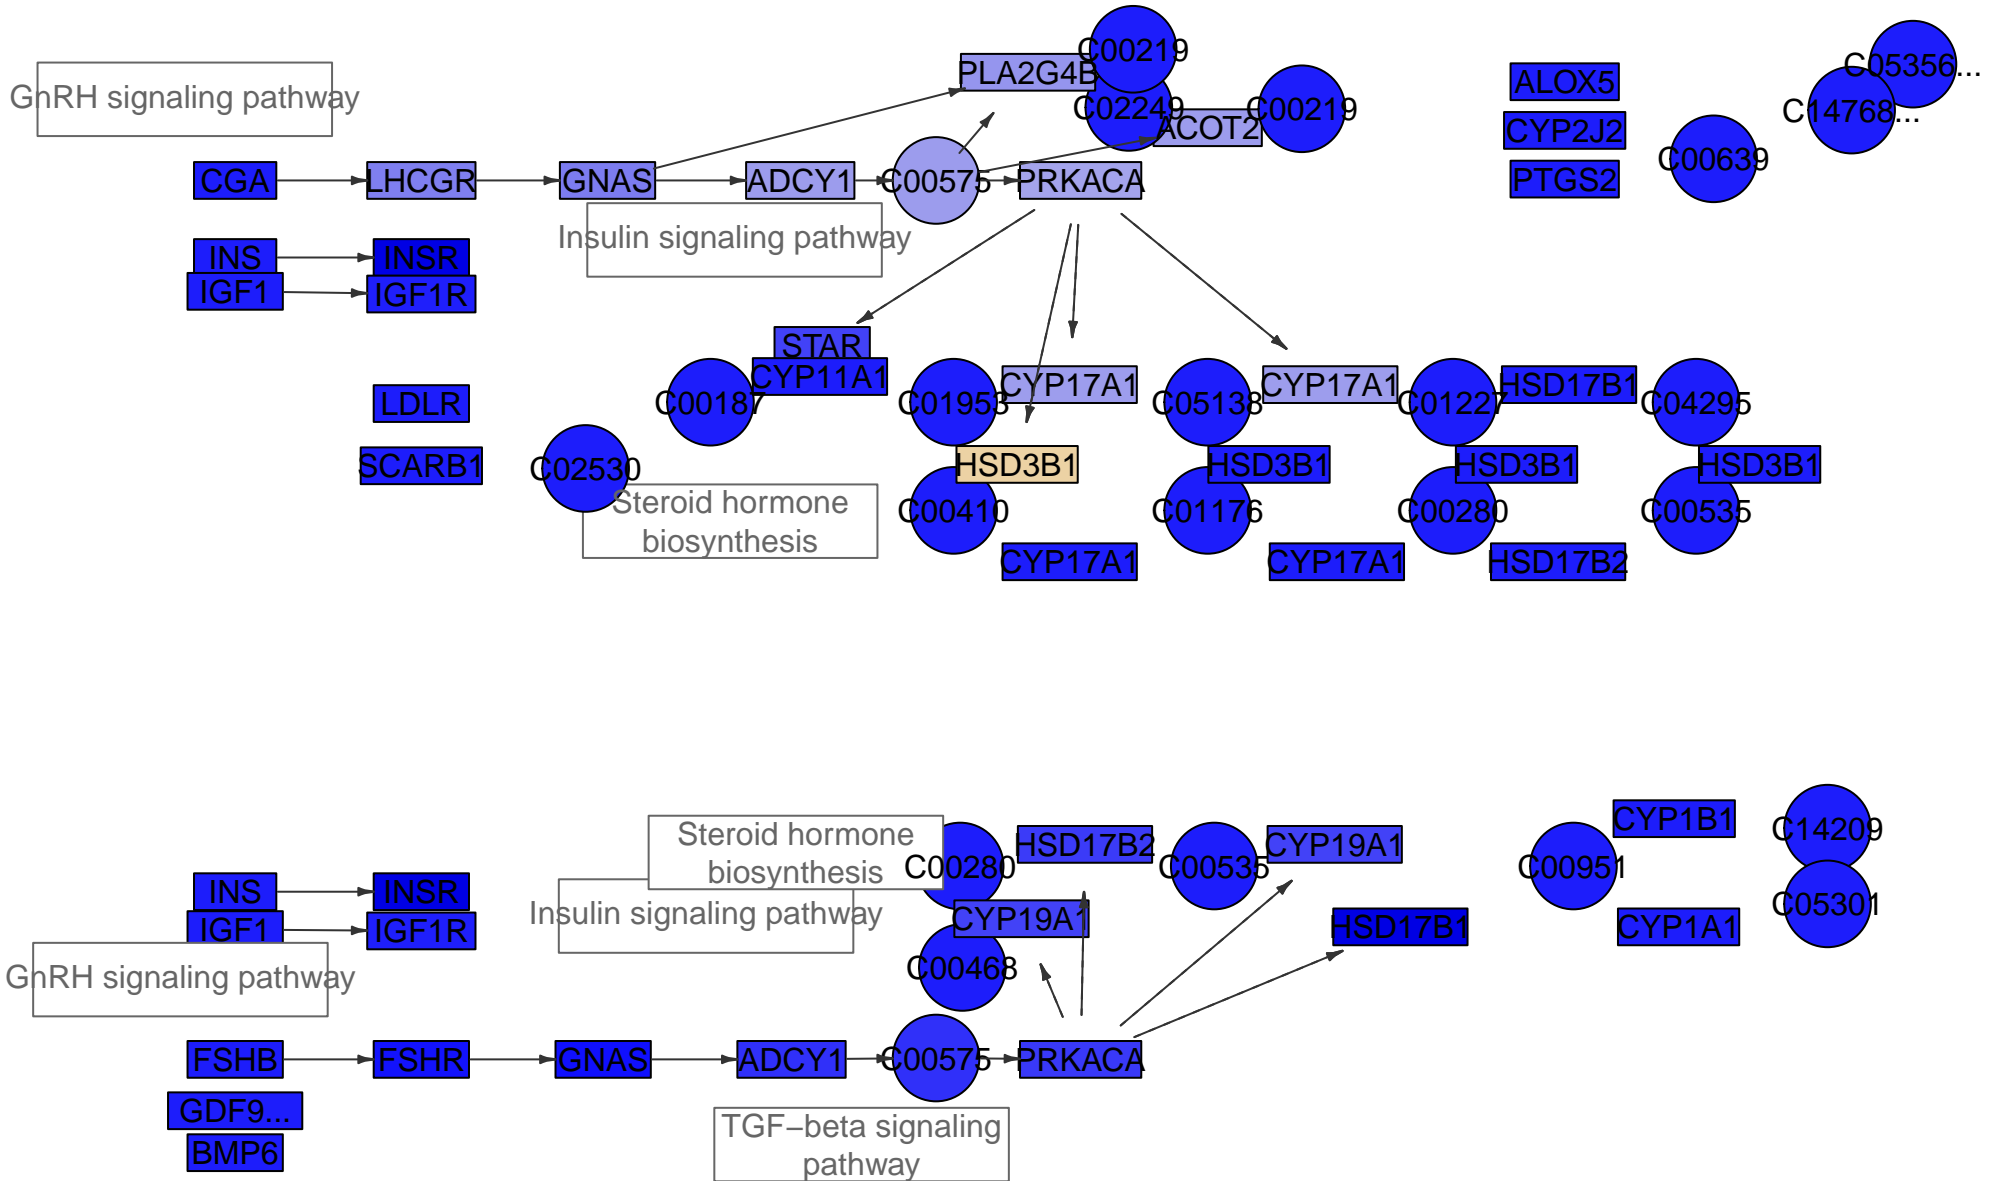 GnRH signaling pathway
PLA2G4B
C00219
C02249
ACOT2
C00219
ALOX5
CYP2J2
PTGS2
C00639
C14768...
C05356...
CGA
LHCGR
GNAS
ADCY1
C00575
PRKACA
Insulin signaling pathway
INS
INSR
IGF1
IGF1R
STAR
CYP11A1
C00187
C01953
CYP17A1
C05138
CYP17A1
C01227
HSD17B1
C04295
LDLR
SCARB1
C02530
HSD3B1
HSD3B1
HSD3B1
HSD3B1
Steroid hormone
biosynthesis
C00410
C01176
C00280
C00535
CYP17A1
CYP17A1
HSD17B2
Steroid hormone
biosynthesis
C00280
HSD17B2
C00535
CYP19A1
C00951
CYP1B1
C14209
INS
INSR
IGF1
IGF1R
Insulin signaling pathway
CYP19A1
HSD17B1
CYP1A1
C05301
GnRH signaling pathway
C00468
FSHB
FSHR
GNAS
ADCY1
C00575
PRKACA
GDF9...
BMP6
TGF−beta signaling
pathway